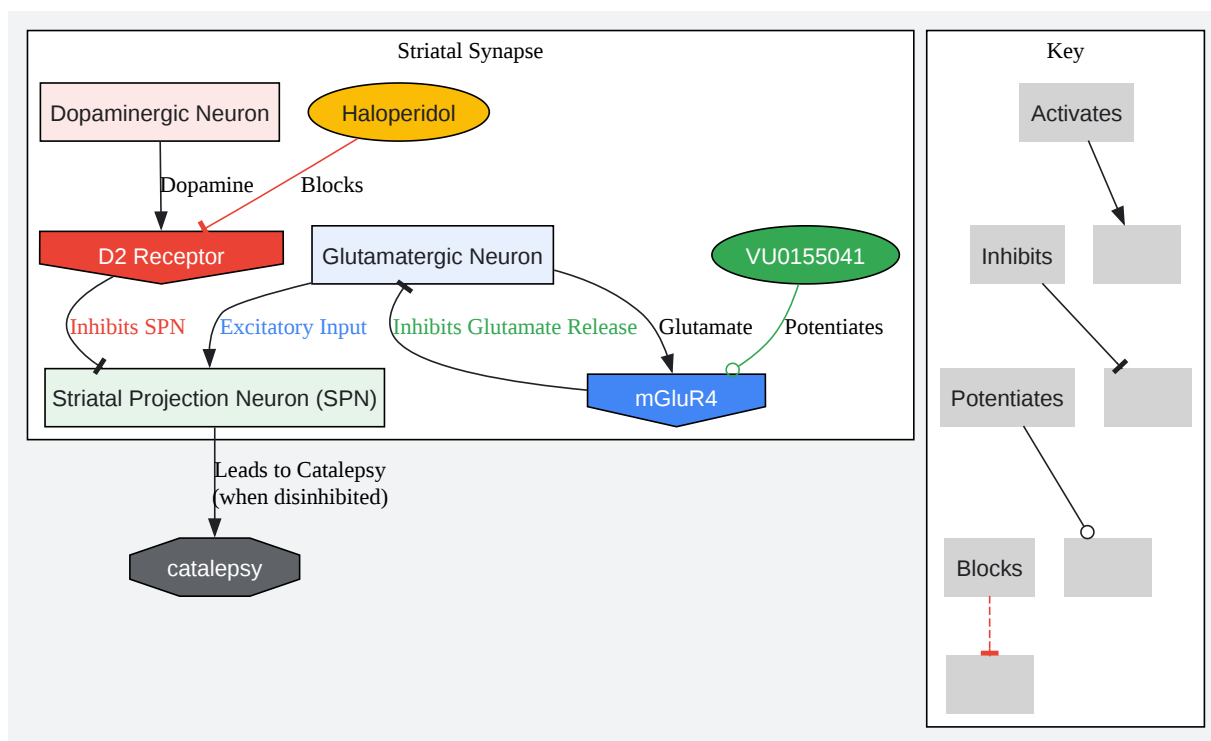 Striatal Synapse
Dopaminergic Neuron
Haloperidol
Dopamine
Blocks
D2 Receptor
Glutamatergic Neuron
VU0155041
Inhibits SPN
Excitatory Input
Inhibits Glutamate Release
Glutamate
Potentiates
Striatal Projection Neuron (SPN)
mGluR4
Leads to Catalepsy
(when disinhibited)
catalepsy
Key
Activates
Inhibits
Potentiates
Blocks